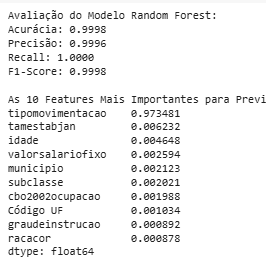 Avaliação do Modelo Random Forest:
Acurácia: 0.9998
Precisão: 0.9996
Recall: 1.0000
F1-Score: 0.9998
As 10 Features Mais Importantes para Previ
tipomovimentacao 0.973481
tamestabjan 0.006232
idade 0.004648
valorsalariofixo 0.002594
municipio 0.002123
subclasse 0.002021
cbo2002ocupacao 0.001988
Código UF 0.001034
graudeinstrucao 0.000892
racacor 0.000878
dtype: float64